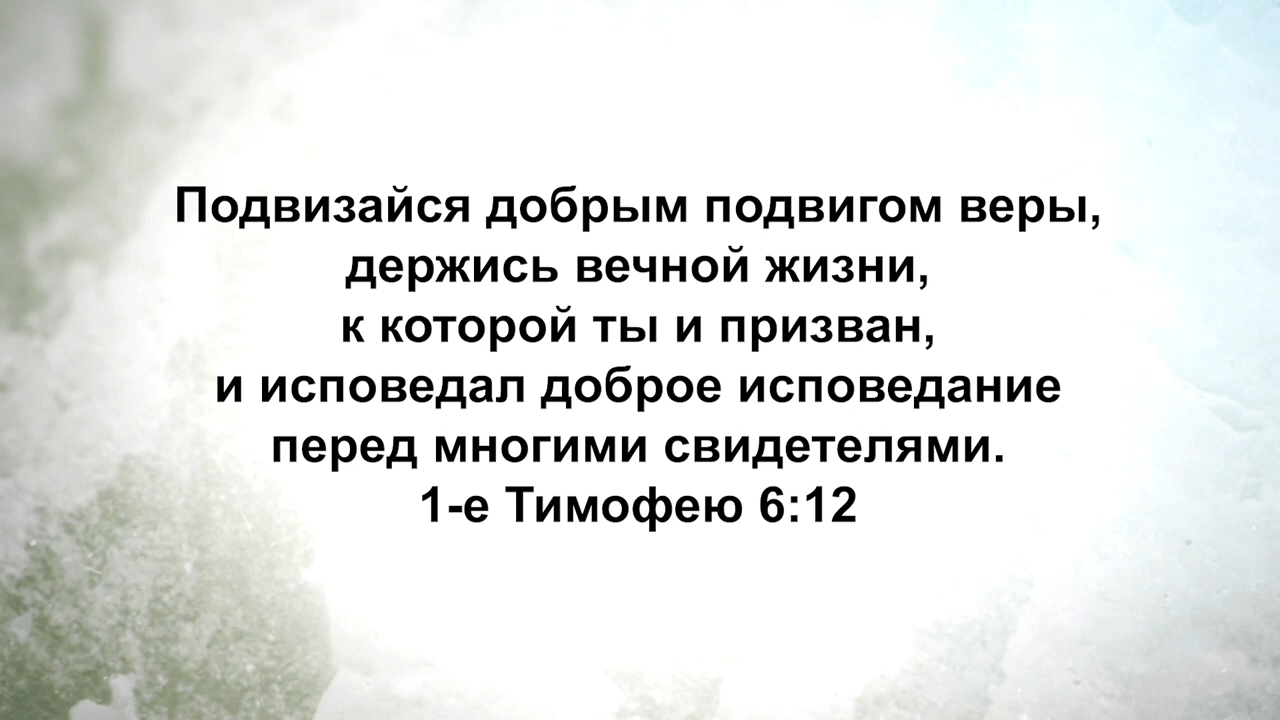 Подвизайся добрым подвигом веры,
держись вечной жизни,
к которой ты и призван,
и исповедал доброе исповедание
перед многими свидетелями.
1-е Тимофею 6:12